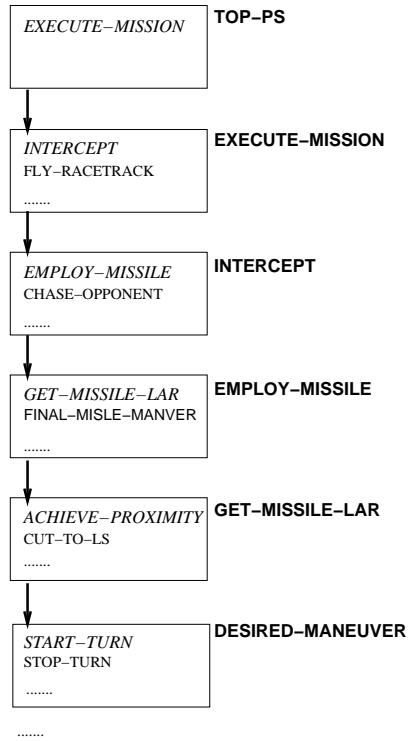 EXECUTE−MISSION
TOP−PS
INTERCEPT
FLY−RACETRACK
.......
EXECUTE−MISSION
EMPLOY−MISSILE
CHASE−OPPONENT
.......
INTERCEPT
GET−MISSILE−LAR
FINAL−MISLE−MANVER
.......
EMPLOY−MISSILE
ACHIEVE−PROXIMITY
CUT−TO−LS
.......
GET−MISSILE−LAR
START−TURN
STOP−TURN
.......
DESIRED−MANEUVER
.......